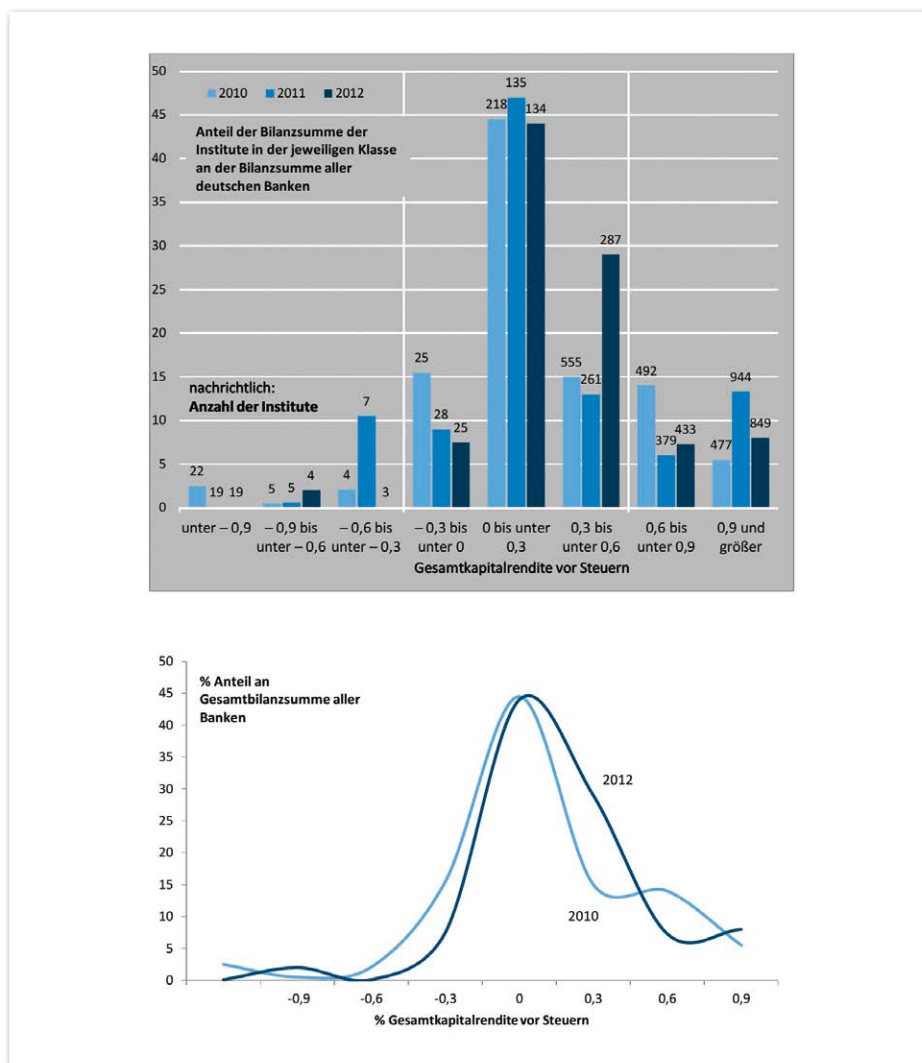 50
45
40
35
30
25
20
15
10
5
0
2010 2011 2012
Anteil der Bilanzsumme der
Institute in der jeweiligen Klasse
an der Bilanzsumme aller
deutschen Banken
nachrichtlich:
Anzahl der Institute
22
19
19
5
5
4
4
7
3
25
28
25
218
135
134
555
261
287
492
379
433
477
944
849
unter – 0,9
– 0,9 bis
unter – 0,6
– 0,6 bis
unter – 0,3
– 0,3 bis
unter 0
0 bis unter
0,3
0,3 bis
unter 0,6
0,6 bis
unter 0,9
0,9 und
größer
Gesamtkapitalrendite vor Steuern
50
45
40
35
30
25
20
15
10
5
0
% Anteil an
Gesamtbilanzsumme aller
Banken
2012
2010
-0,9 -0,6 -0,3 0 0,3 0,6 0,9
% Gesamtkapitalrendite vor Steuern